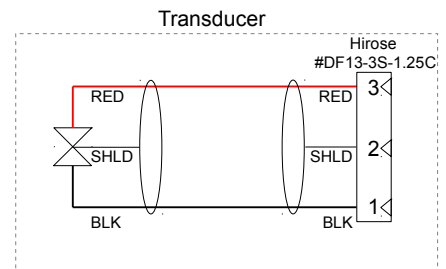 Transducer
Hirose
#DF13-3S-1.25C
RED RED 3
SHLD SHLD 2
BLK BLK 1